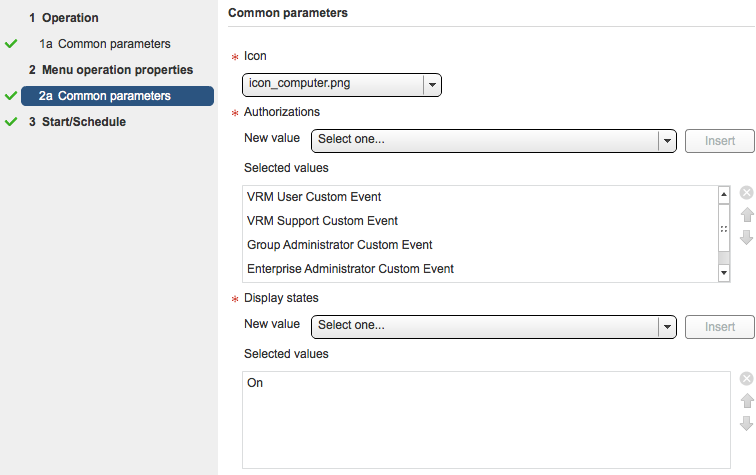 1 Operation
1a Common parameters
2 Menu operation properties
2a Common parameters
3 Start/Schedule
Common parameters
* Icon
icon_computer.png
* Authorizations
New value Select one... Insert
Selected values
VRM User Custom Event
VRM Support Custom Event
Group Administrator Custom Event
Enterprise Administrator Custom Event
* Display states
New value Select one... Insert
Selected values
On